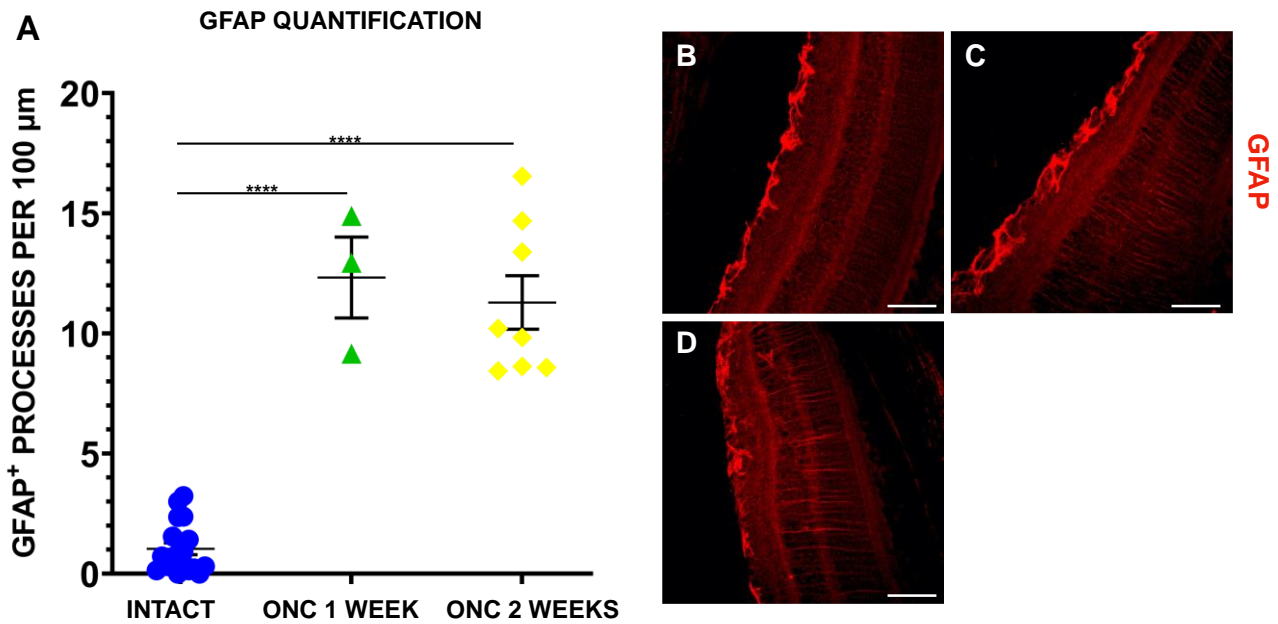 A
GFAP QUANTIFICATION
GFAP⁺ PROCESSES PER 100 µm
20
15
10
5
0
****
****
INTACT
ONC 1 WEEK
ONC 2 WEEKS
B
C
D
GFAP